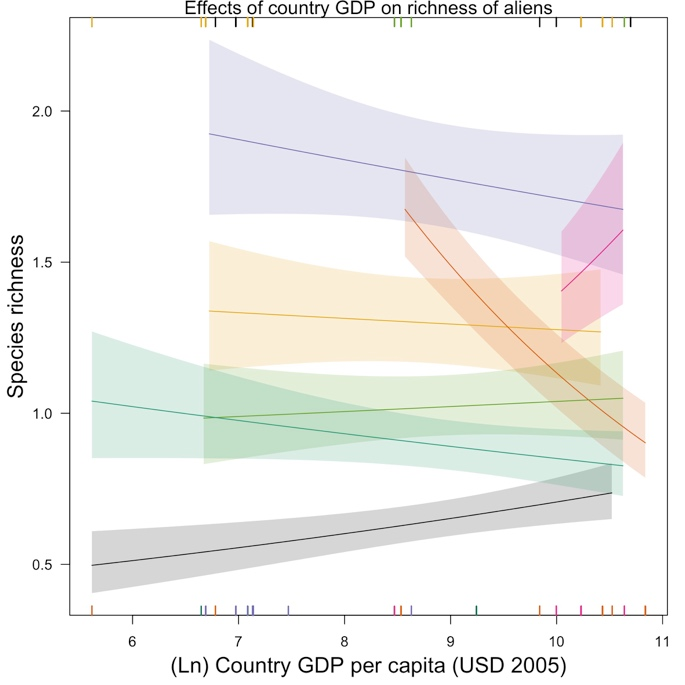 Effects of country GDP on richness of aliens
Species richness
2.0
1.5
1.0
0.5
6 7 8 9 10 11
(Ln) Country GDP per capita (USD 2005)